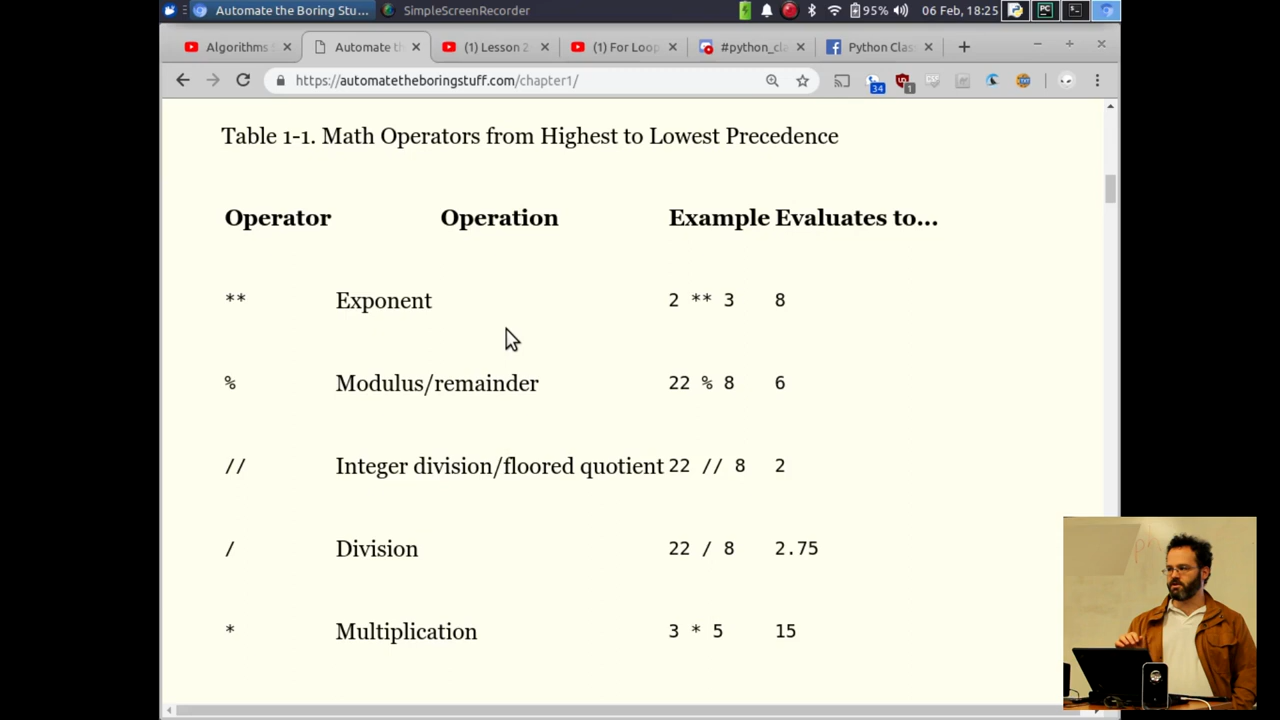 Automate the Boring Stu...
SimpleScreenRecorder
95%
06 Feb, 18:25
Algorithms
Automate th
(1) Lesson 2
(1) For Loop
#python_cla
Python Clas
https://automatetheboringstuff.com/chapter1/
34
1
Table 1-1. Math Operators from Highest to Lowest Precedence
Operator Operation Example Evaluates to...
** Exponent 2 ** 3 8
% Modulus/remainder 22 % 8 6
// Integer division/floored quotient 22 // 8 2
/ Division 22 / 8 2.75
* Multiplication 3 * 5 15